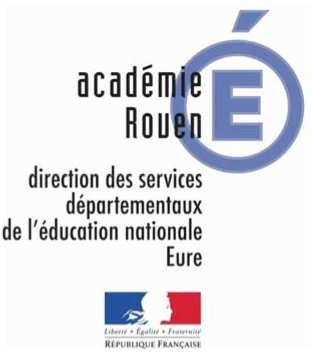 académie
Rouen
É
direction des services
départementaux
de l'éducation nationale
Eure
Liberté • Égalité • Fraternité
RÉPUBLIQUE FRANÇAISE